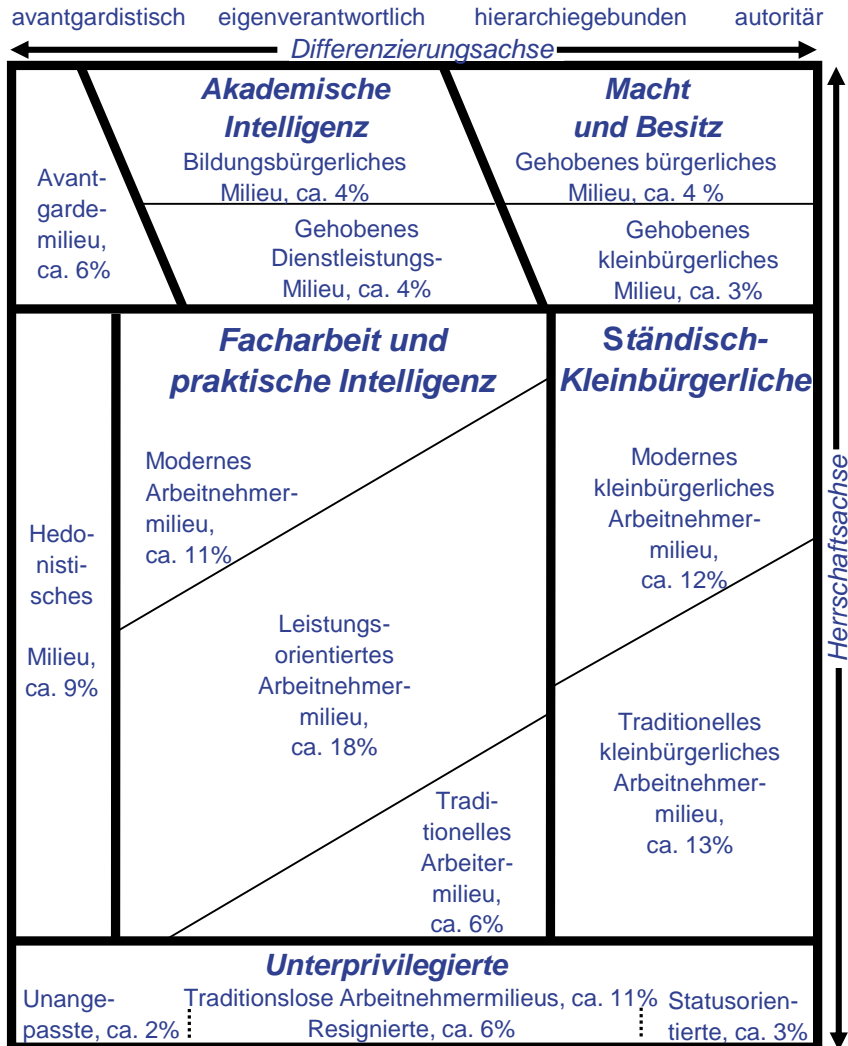 avantgardistisch eigenverantwortlich hierarchiegebunden autoritär
Differenzierungsachse
Avant-
garde-
milieu,
ca. 6%
Akademische
Intelligenz
Bildungsbürgerliches
Milieu, ca. 4%
Gehobenes
Dienstleistungs-
Milieu, ca. 4%
Macht
und Besitz
Gehobenes bürgerliches
Milieu, ca. 4 %
Gehobenes
kleinbürgerliches
Milieu, ca. 3%
Hedo-
nisti-
sches
Milieu,
ca. 9%
Facharbeit und
praktische Intelligenz
Modernes
Arbeitnehmer-
milieu,
ca. 11%
Leistungs-
orientiertes
Arbeitnehmer-
milieu,
ca. 18%
Tradi-
tionelles
Arbeiter-
milieu,
ca. 6%
Ständisch-
Kleinbürgerliche
Modernes
kleinbürgerliches
Arbeitnehmer-
milieu,
ca. 12%
Traditionelles
kleinbürgerliches
Arbeitnehmer-
milieu,
ca. 13%
Herrschaftsachse
Unterprivilegierte
Traditionslose Arbeitnehmermilieus, ca. 11%
Unange-
passte, ca. 2%
Resignierte, ca. 6%
Statusorien-
tierte, ca. 3%